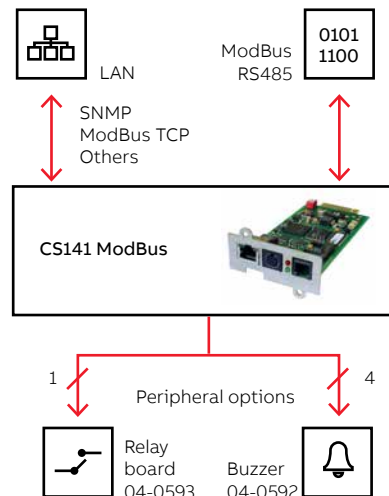 LAN
ModBus
RS485
0101
1100
SNMP
ModBus TCP
Others
CS141 ModBus
1
4
Peripheral options
Relay
board
04-0593
Buzzer
04-0592